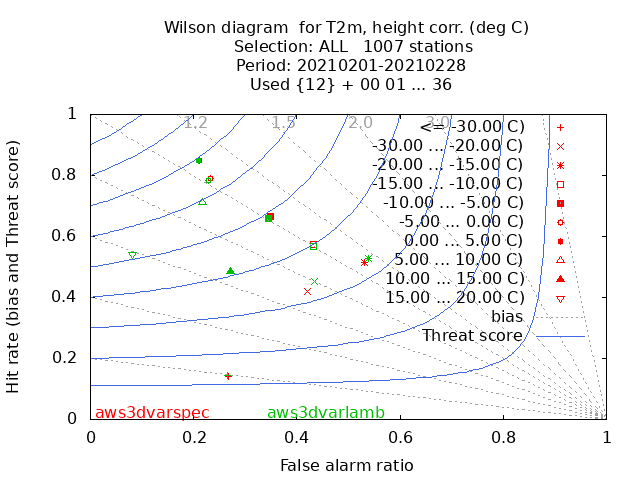 Wilson diagram  for T2m, height corr. (deg C)
Selection: ALL   1007 stations
Period: 20210201-20210228
Used {12} + 00 01 ... 36
Hit rate (bias and Threat score)
1
0.8
0.6
0.4
0.2
0
1.2
1.5
2.0
3.0
<= -30.00 C)
-30.00 ... -20.00 C)
-20.00 ... -15.00 C)
-15.00 ... -10.00 C)
-10.00 ... -5.00 C)
-5.00 ... 0.00 C)
0.00 ... 5.00 C)
5.00 ... 10.00 C)
10.00 ... 15.00 C)
15.00 ... 20.00 C)
bias
Threat score
aws3dvarspec
aws3dvarlamb
0
0.2
0.4
0.6
0.8
1
False alarm ratio